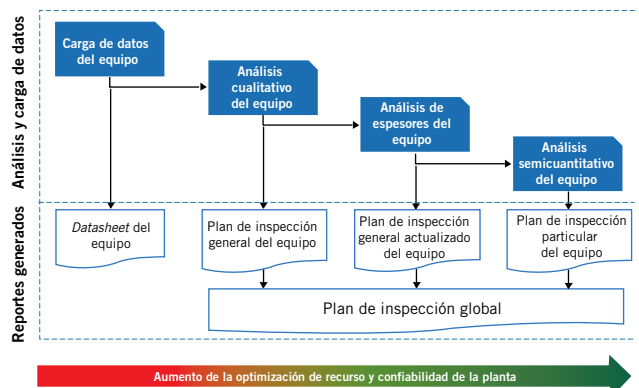 Análisis y carga de datos
Carga de datos
del equipo
Análisis
cualitativo
del equipo
Análisis de
espesores del
equipo
Análisis
semicuantitativo
del equipo
Reportes generados
Datasheet del
equipo
Plan de inspección
general del equipo
Plan de inspección
general actualizado
del equipo
Plan de inspección
particular
del equipo
Plan de inspección global
Aumento de la optimización de recurso y confiabilidad de la planta